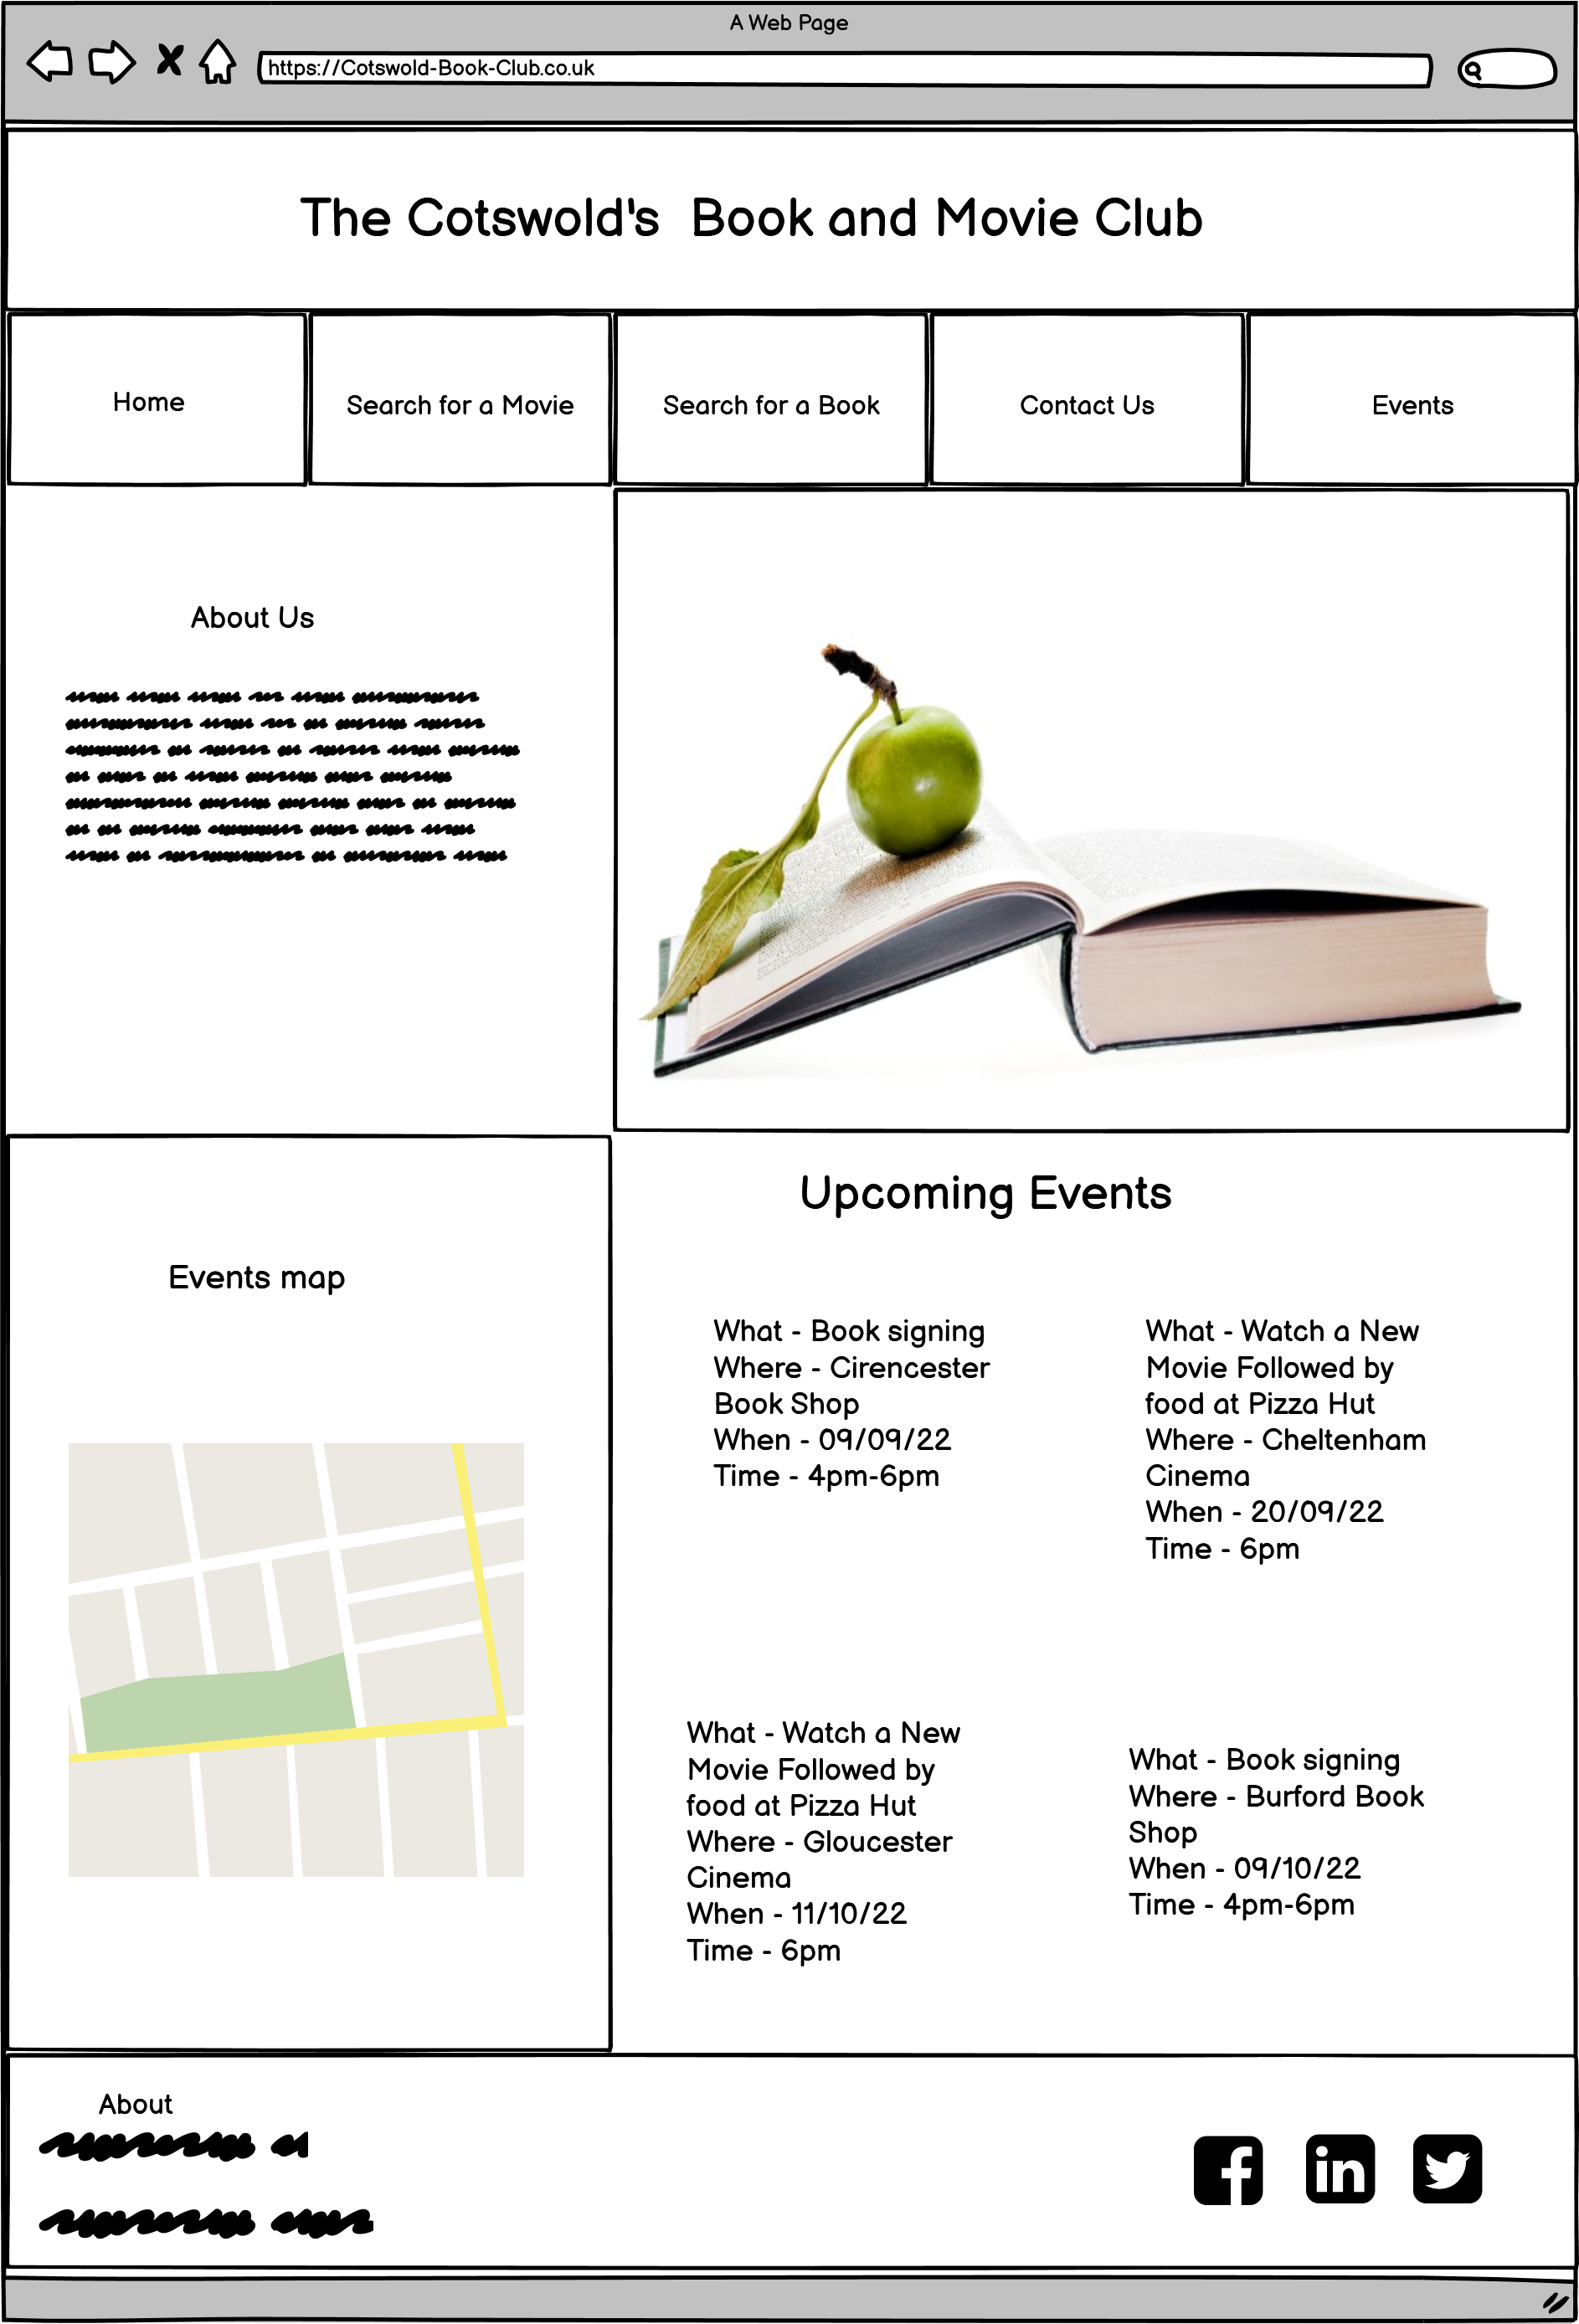 A Web Page
https://Cotswold-Book-Club.co.uk
The Cotswold's  Book and Movie Club
Home
Search for a Movie
Search for a Book
Contact Us
Events
About Us
Events map
Upcoming Events
What - Book signing
Where - Cirencester
Book Shop
When - 09/09/22
Time - 4pm-6pm
What - Watch a New
Movie Followed by
food at Pizza Hut
Where - Cheltenham
Cinema
When - 20/09/22
Time - 6pm
What - Watch a New
Movie Followed by
food at Pizza Hut
Where - Gloucester
Cinema
When - 11/10/22
Time - 6pm
What - Book signing
Where - Burford Book
Shop
When - 09/10/22
Time - 4pm-6pm
About
f
in